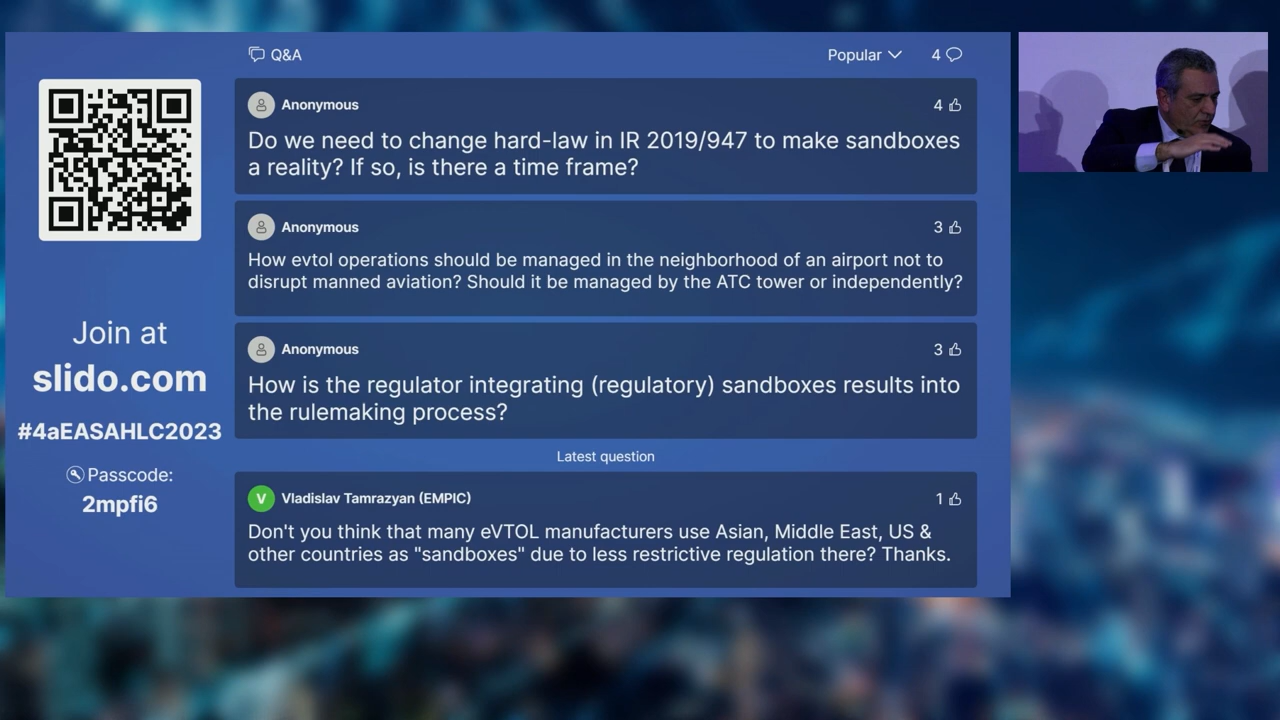 Q&A
Popular
4
Anonymous
4
Do we need to change hard-law in IR 2019/947 to make sandboxes
a reality? If so, is there a time frame?
Anonymous
3
How evtol operations should be managed in the neighborhood of an airport not to
disrupt manned aviation? Should it be managed by the ATC tower or independently?
Anonymous
3
How is the regulator integrating (regulatory) sandboxes results into
the rulemaking process?
Latest question
V
Vladislav Tamrazyan (EMPIC)
1
Don't you think that many eVTOL manufacturers use Asian, Middle East, US &
other countries as "sandboxes" due to less restrictive regulation there? Thanks.
Join at
slido.com
#4aEASAHLC2023
Passcode:
2mpfi6